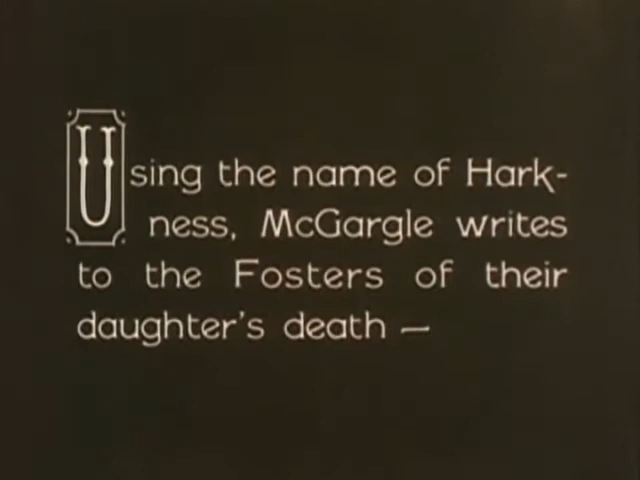 Using the name of Hark-
ness, McGargle writes
to the Fosters of their
daughter's death —